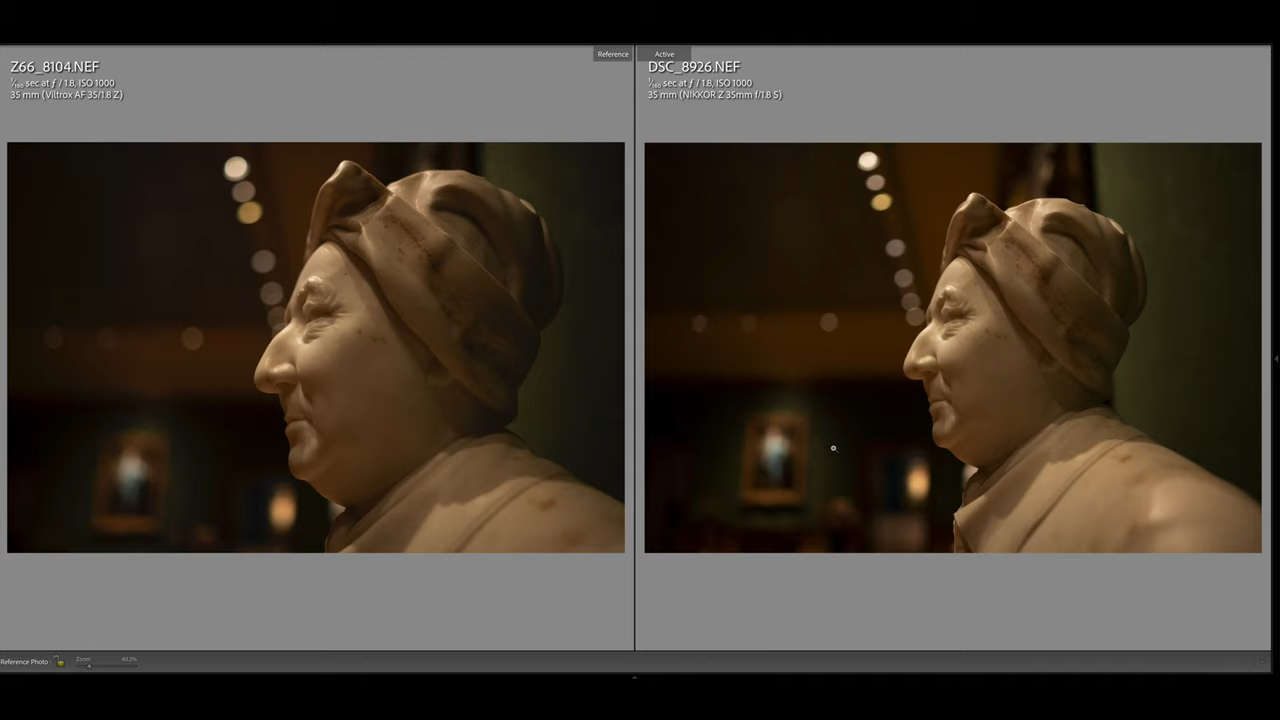 Reference
Active
Z66_8104.NEF
1/160 sec at ƒ / 1.8, ISO 1000
35 mm (Viltrox AF 35/1.8 Z)
DSC_8926.NEF
1/160 sec at ƒ / 1.8, ISO 1000
35 mm (NIKKOR Z 35mm f/1.8 S)
Reference Photo :
Zoom
40.2%